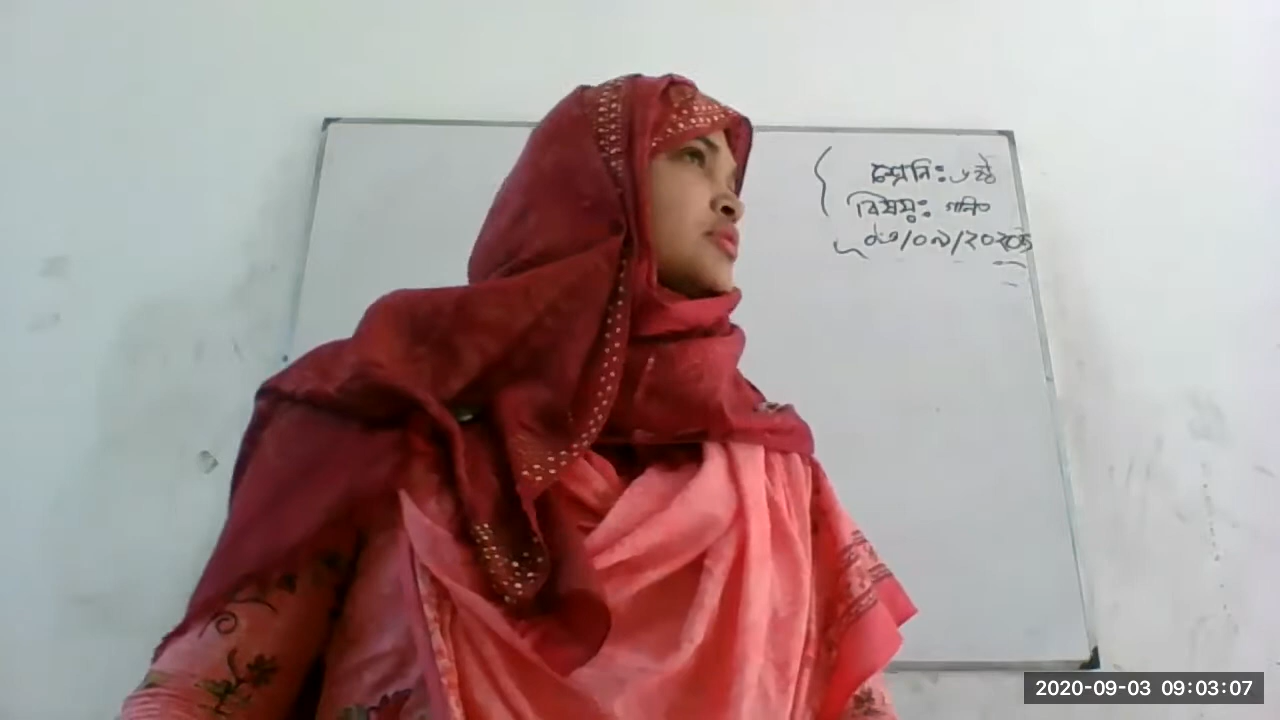 শ্রেনি: ৬ষ্ঠ
বিষয়: গনিত
০৩/০৯/২০২০
2020-09-03 09:03:07